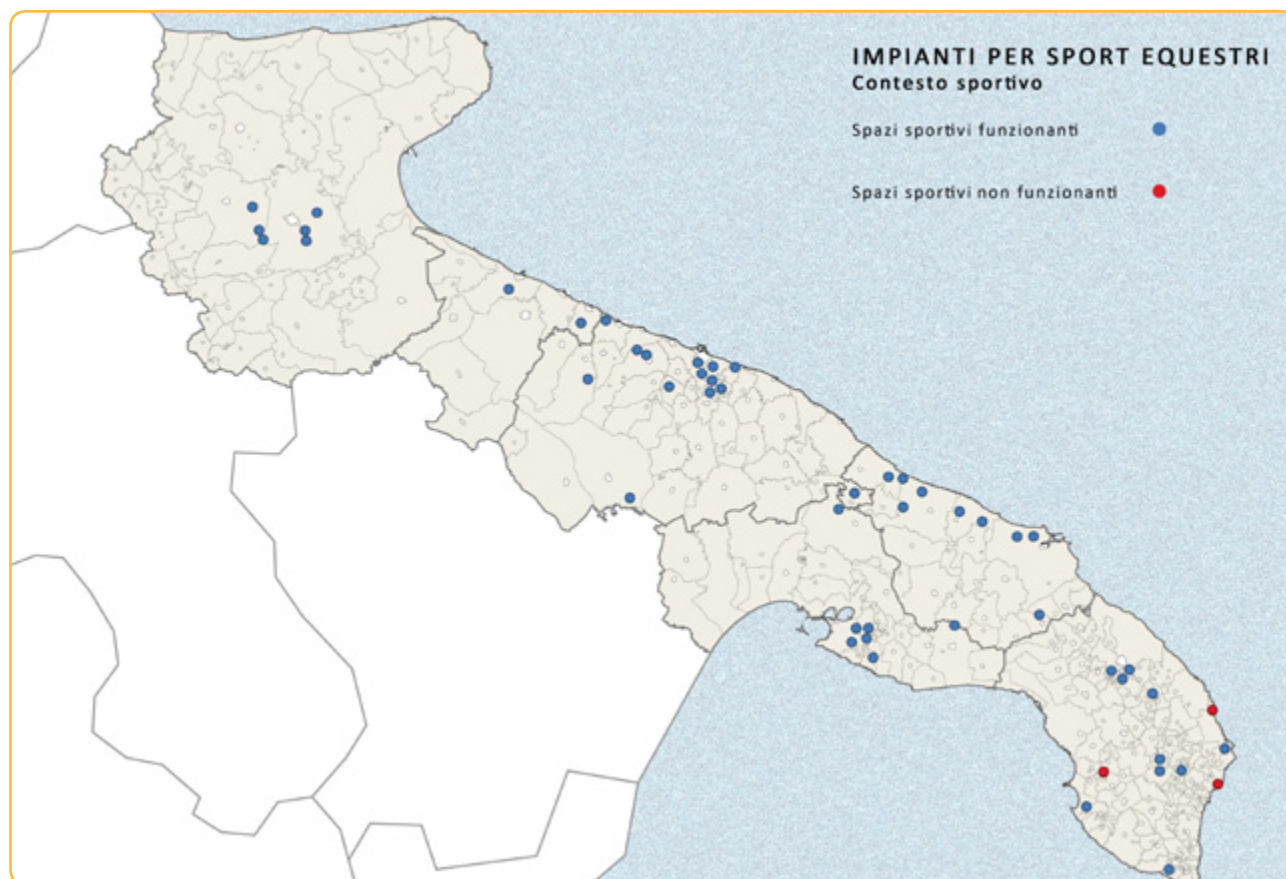 IMPIANTI PER SPORT EQUESTRI
Contesto sportivo
Spazi sportivi funzionanti
Spazi sportivi non funzionanti